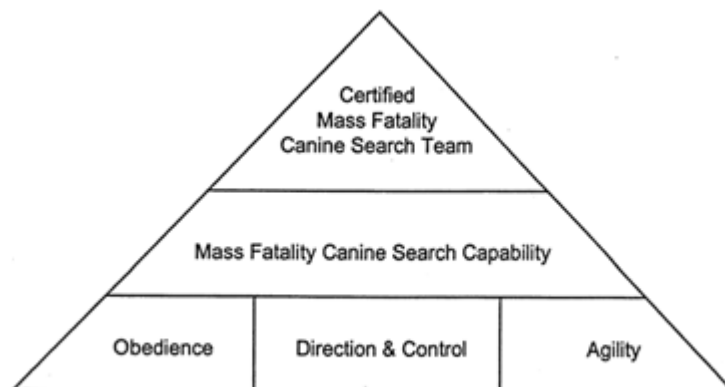 Certified
Mass Fatality
Canine Search Team
Mass Fatality Canine Search Capability
Obedience
Direction & Control
Agility